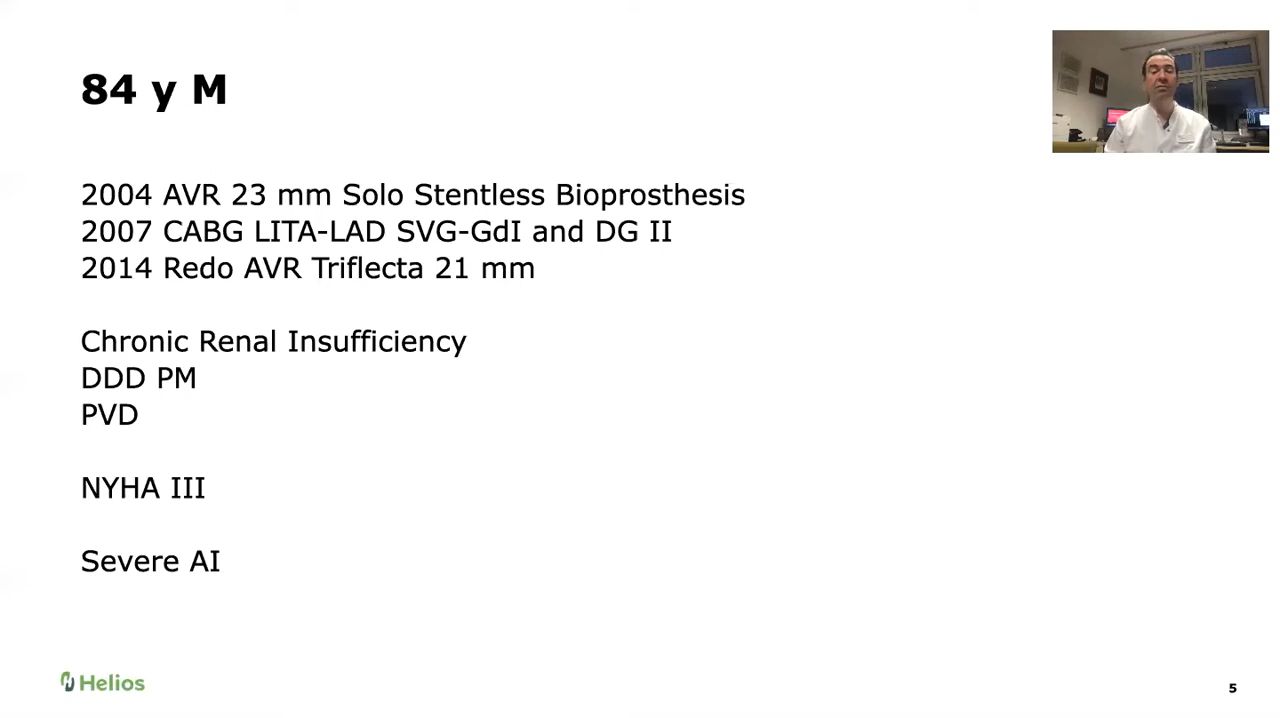 84 y M
2004 AVR 23 mm Solo Stentless Bioprosthesis
2007 CABG LITA-LAD SVG-GdI and DG II
2014 Redo AVR Triflecta 21 mm
Chronic Renal Insufficiency
DDD PM
PVD
NYHA III
Severe AI
Helios
5